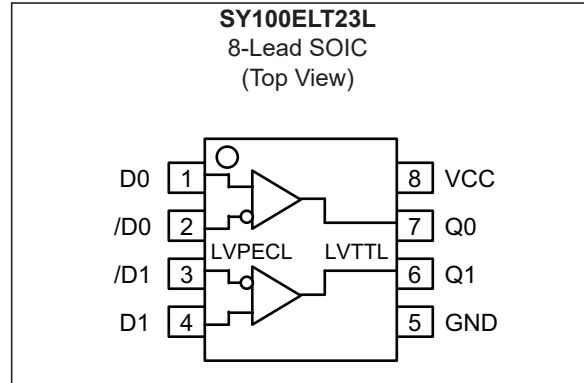 SY100ELT23L
8-Lead SOIC
(Top View)
D0 1 8 VCC
/D0 2 7 Q0
LVPECL LVTTL
/D1 3 6 Q1
D1 4 5 GND